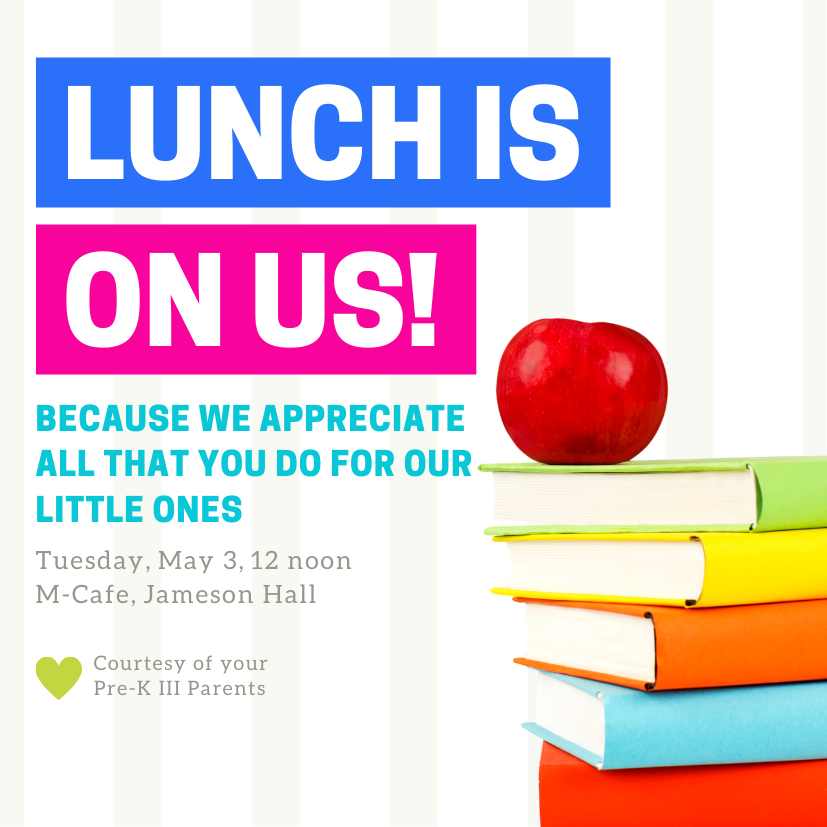 LUNCH IS
ON US!
BECAUSE WE APPRECIATE
ALL THAT YOU DO FOR OUR
LITTLE ONES
Tuesday, May 3, 12 noon
M-Cafe, Jameson Hall
Courtesy of your
Pre-K III Parents